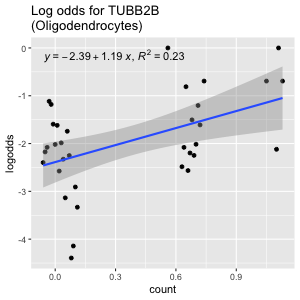 Log odds for TUBB2B
(Oligodendrocytes)
y = −2.39 + 1.19 x, R² = 0.23
0
-1
-2
-3
-4
logodds
0.0 0.3 0.6 0.9
count